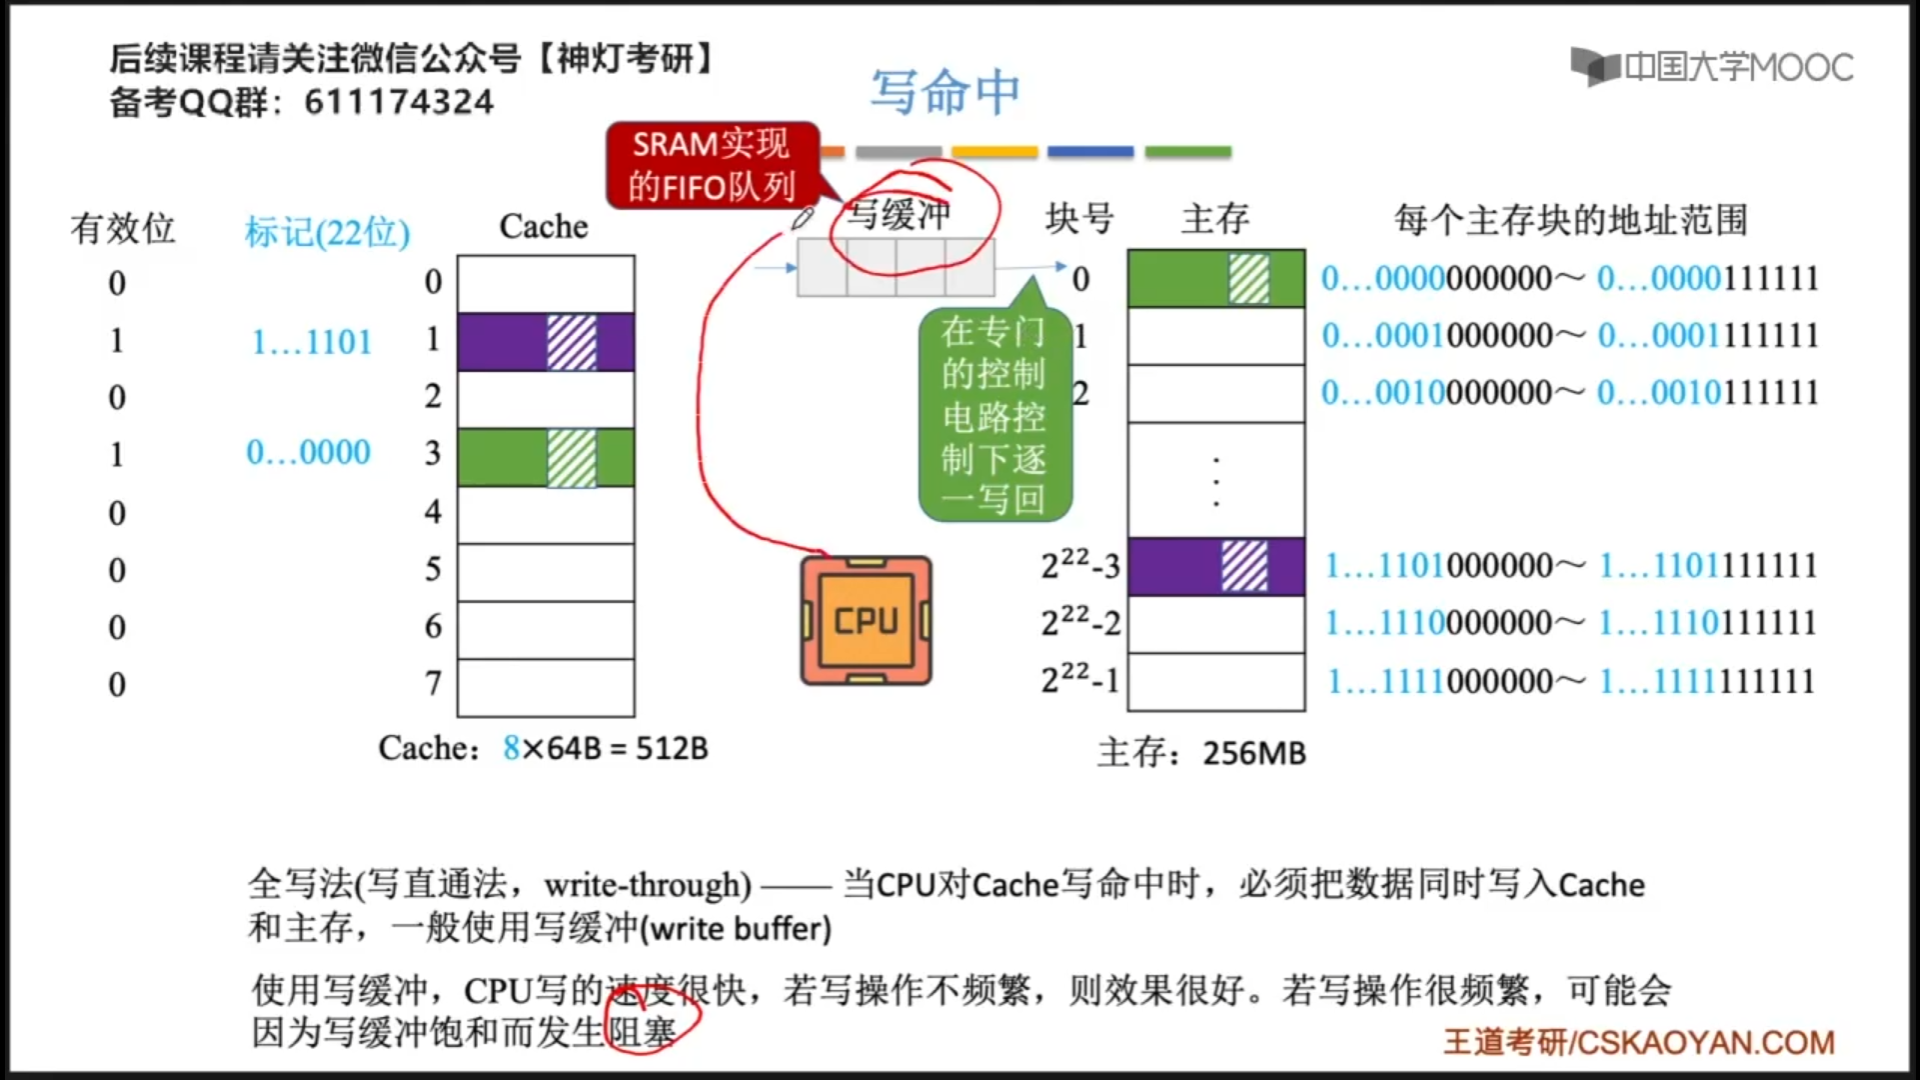 后续课程请关注微信公众号【神灯考研】
备考QQ群：611174324
中国大学MOOC
写命中
SRAM实现
的FIFO队列
写缓冲
有效位
标记(22位)
Cache
块号
主存
每个主存块的地址范围
0
0
0
0…0000000000～ 0…0000111111
1
1…1101
1
1
0…0001000000～ 0…0001111111
0
2
2
0…0010000000～ 0…0010111111
1
0…0000
3
⋮
0
4
0
5
2²²-3
1…1101000000～ 1…1101111111
0
6
2²²-2
1…1110000000～ 1…1110111111
0
7
2²²-1
1…1111000000～ 1…1111111111
在专门
的控制
电路控
制下逐
一写回
CPU
Cache：8×64B = 512B
主存：256MB
全写法(写直通法，write-through) —— 当CPU对Cache写命中时，必须把数据同时写入Cache
和主存，一般使用写缓冲(write buffer)
使用写缓冲，CPU写的速度很快，若写操作不频繁，则效果很好。若写操作很频繁，可能会
因为写缓冲饱和而发生阻塞
王道考研/CSKAOYAN.COM